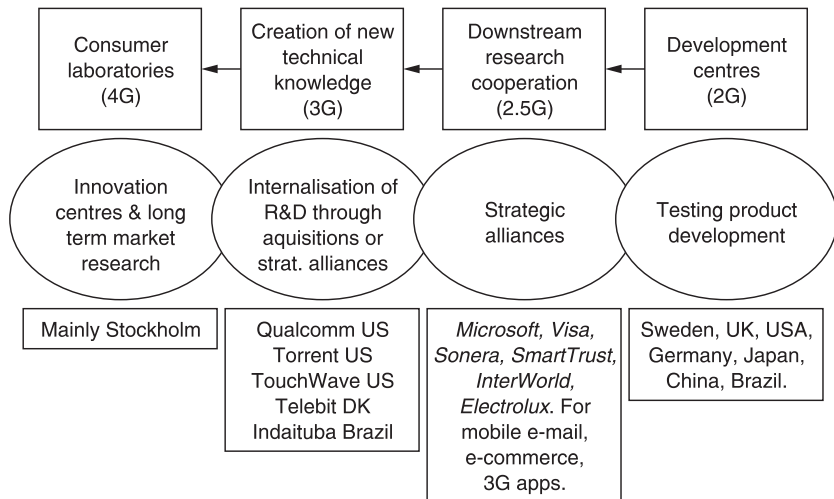 Consumer
laboratories
(4G)
Creation of new
technical
knowledge
(3G)
Downstream
research
cooperation
(2.5G)
Development
centres
(2G)
Innovation
centres & long
term market
research
Internalisation of
R&D through
aquisitions or
strat. alliances
Strategic
alliances
Testing product
development
Mainly Stockholm
Qualcomm US
Torrent US
TouchWave US
Telebit DK
Indaituba Brazil
Microsoft, Visa,
Sonera, SmartTrust,
InterWorld,
Electrolux. For
mobile e-mail,
e-commerce,
3G apps.
Sweden, UK, USA,
Germany, Japan,
China, Brazil.